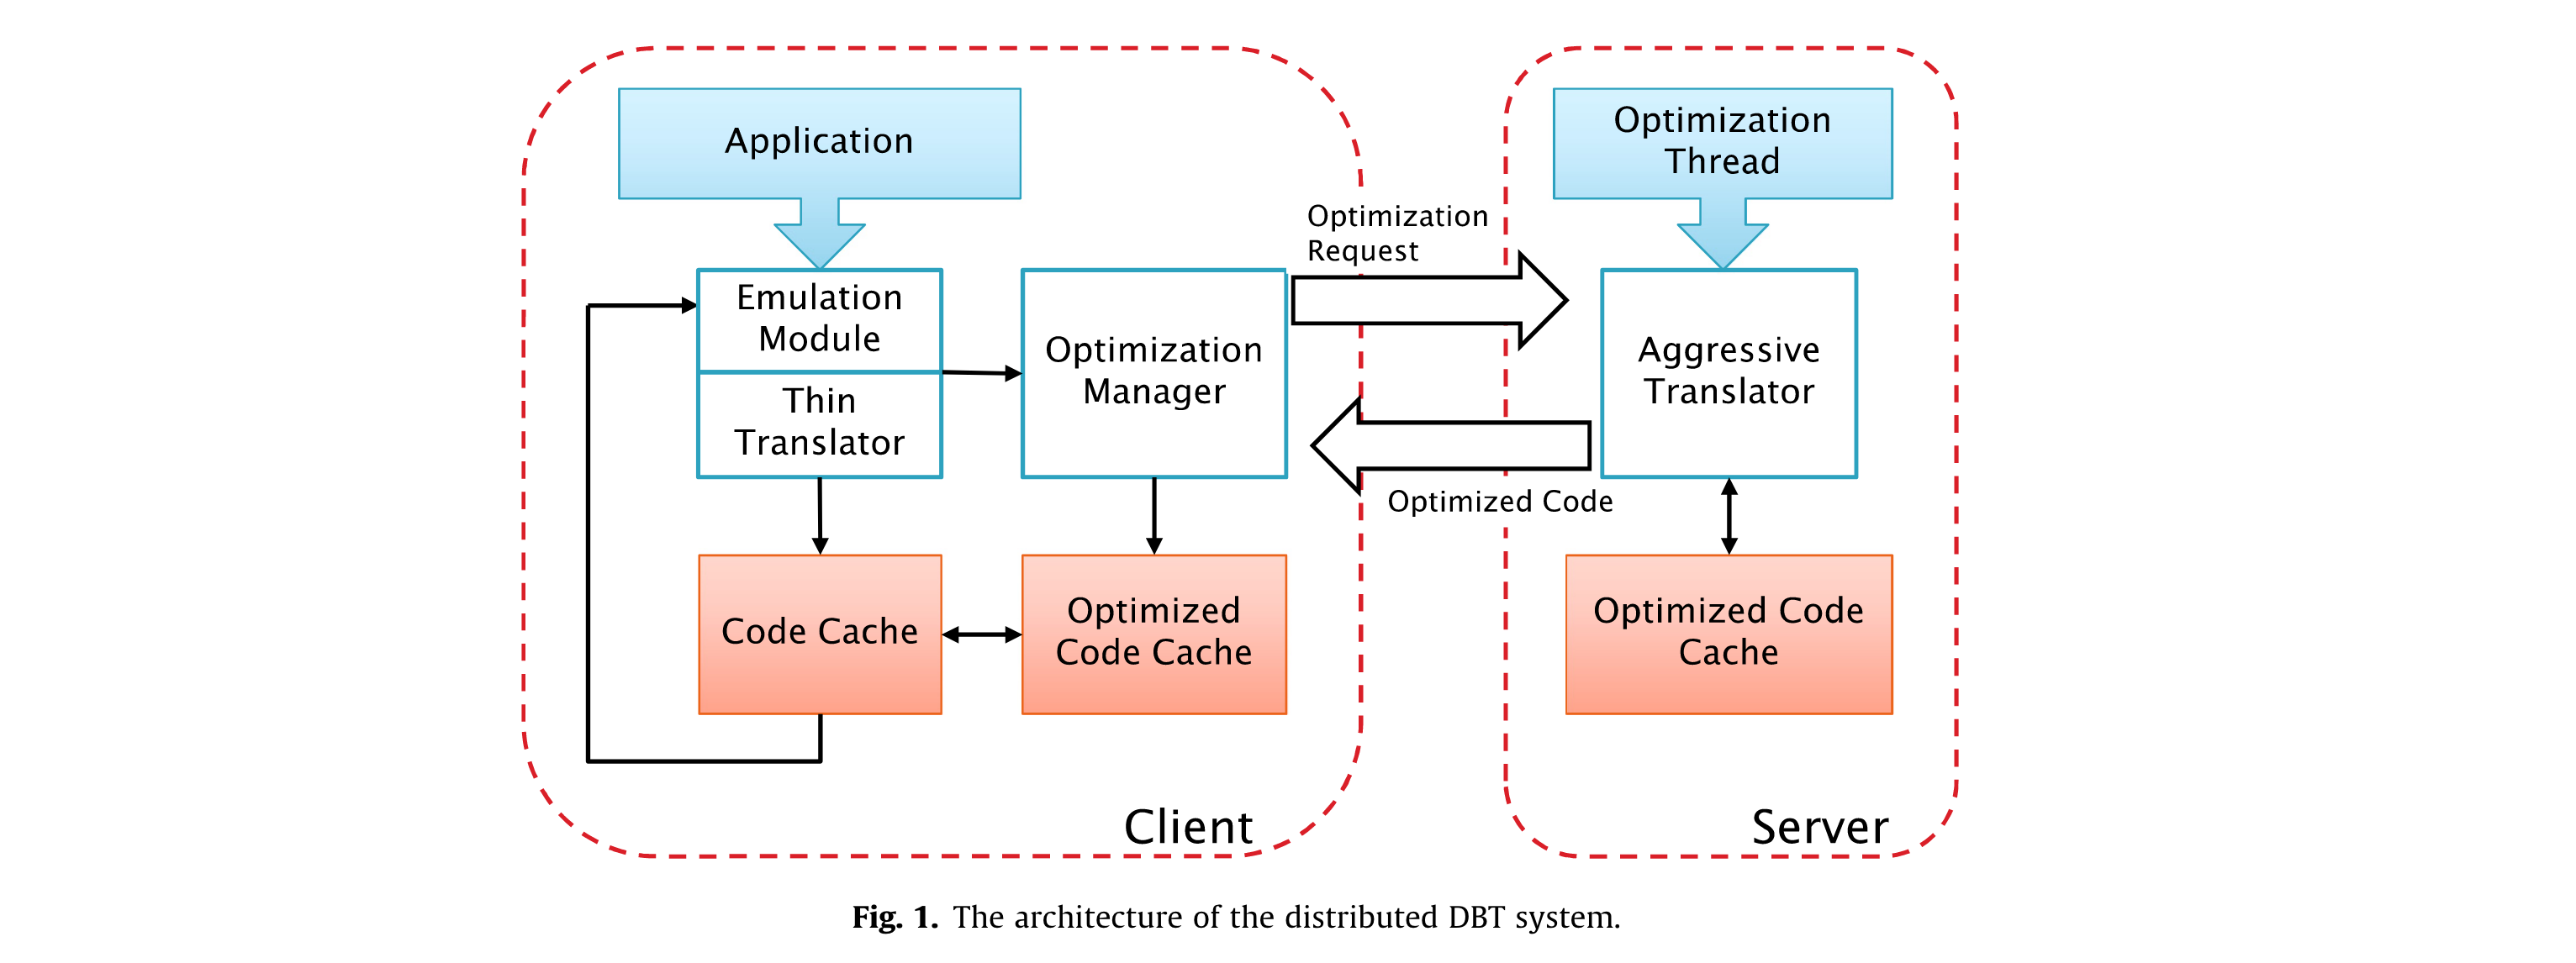 Application
Optimization
Thread
Optimization
Request
Emulation
Module
Thin
Translator
Optimization
Manager
Aggressive
Translator
Optimized Code
Code Cache
Optimized
Code Cache
Optimized Code
Cache
Client
Server
Fig. 1. The architecture of the distributed DBT system.